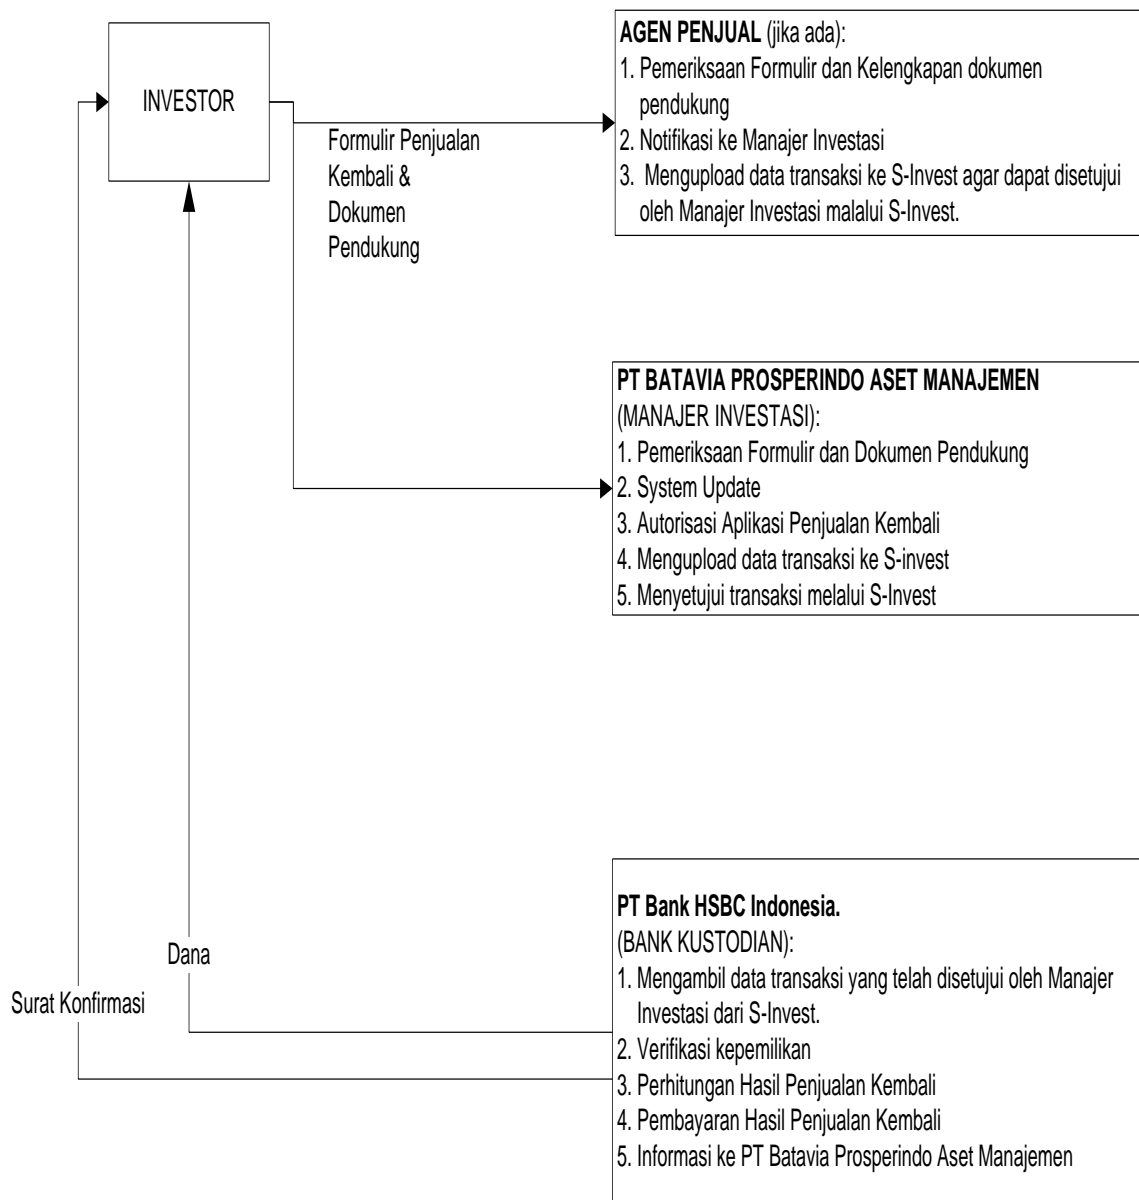 INVESTOR
Formulir Penjualan
Kembali &
Dokumen
Pendukung
AGEN PENJUAL (jika ada):
1. Pemeriksaan Formulir dan Kelengkapan dokumen
pendukung
2. Notifikasi ke Manajer Investasi
3. Mengupload data transaksi ke S-Invest agar dapat disetujui
oleh Manajer Investasi malalui S-Invest.
PT BATAVIA PROSPERINDO ASET MANAJEMEN
(MANAJER INVESTASI):
1. Pemeriksaan Formulir dan Dokumen Pendukung
2. System Update
3. Autorisasi Aplikasi Penjualan Kembali
4. Mengupload data transaksi ke S-invest
5. Menyetujui transaksi melalui S-Invest
Dana
Surat Konfirmasi
PT Bank HSBC Indonesia.
(BANK KUSTODIAN):
1. Mengambil data transaksi yang telah disetujui oleh Manajer
Investasi dari S-Invest.
2. Verifikasi kepemilikan
3. Perhitungan Hasil Penjualan Kembali
4. Pembayaran Hasil Penjualan Kembali
5. Informasi ke PT Batavia Prosperindo Aset Manajemen